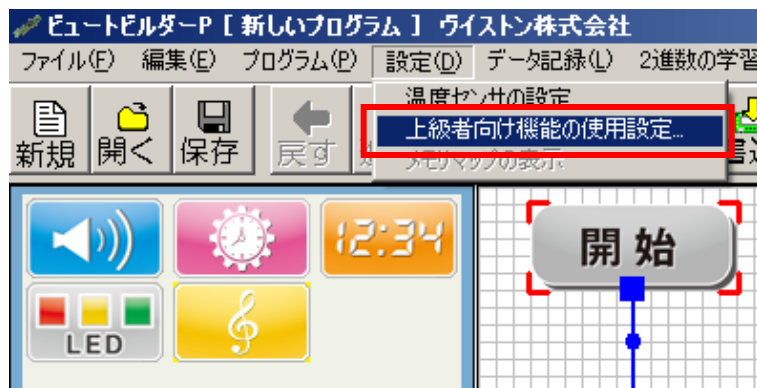 ビュートビルダーP [ 新しいプログラム ] ヴイストン株式会社
ファイル(F) 編集(E) プログラム(P) 設定(D) データ記録(L) 2進数の学習
温度センサの設定
上級者向け機能の使用設定...
メモリマップの表示
新規 開く 保存 戻す
12:34
開始
LED